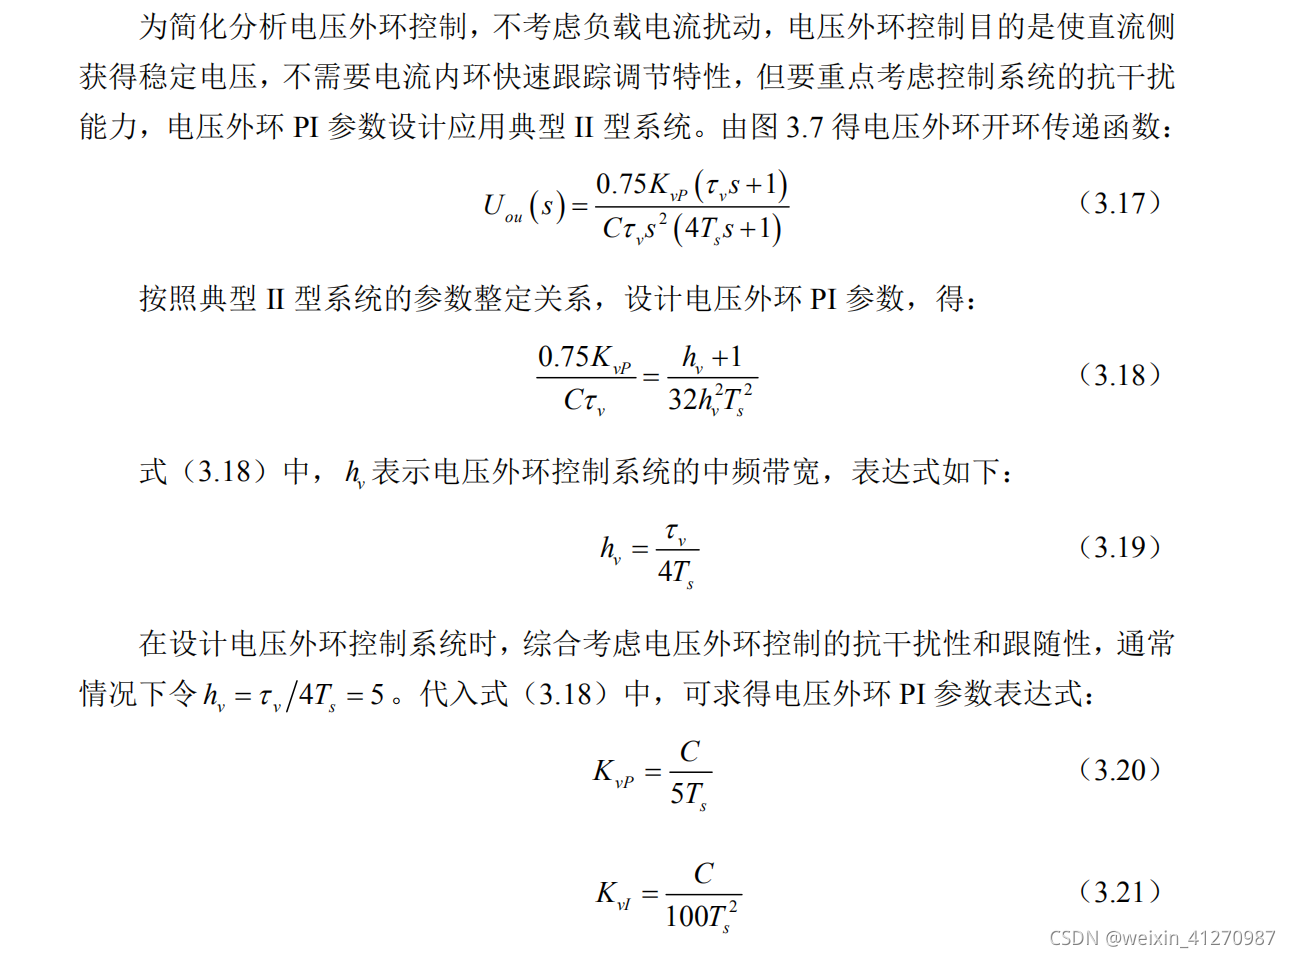 为简化分析电压外环控制，不考虑负载电流扰动，电压外环控制目的是使直流侧
获得稳定电压，不需要电流内环快速跟踪调节特性，但要重点考虑控制系统的抗干扰
能力，电压外环 PI 参数设计应用典型 II 型系统。由图 3.7 得电压外环开环传递函数：
U_{ou}(s) = \frac{0.75K_{vP}(τ_v s+1)}{Cτ_v s^2(4T_s s+1)} （3.17）
按照典型 II 型系统的参数整定关系，设计电压外环 PI 参数，得：
\frac{0.75K_{vP}}{Cτ_v} = \frac{h_v+1}{32h_v^2T_s^2} （3.18）
式（3.18）中，h_v 表示电压外环控制系统的中频带宽，表达式如下：
h_v = \frac{τ_v}{4T_s} （3.19）
在设计电压外环控制系统时，综合考虑电压外环控制的抗干扰性和跟随性，通常
情况下令 h_v = τ_v/4T_s = 5。代入式（3.18）中，可求得电压外环 PI 参数表达式：
K_{vP} = \frac{C}{5T_s} （3.20）
K_{vI} = \frac{C}{100T_s^2} （3.21）
CSDN @weixin_41270987